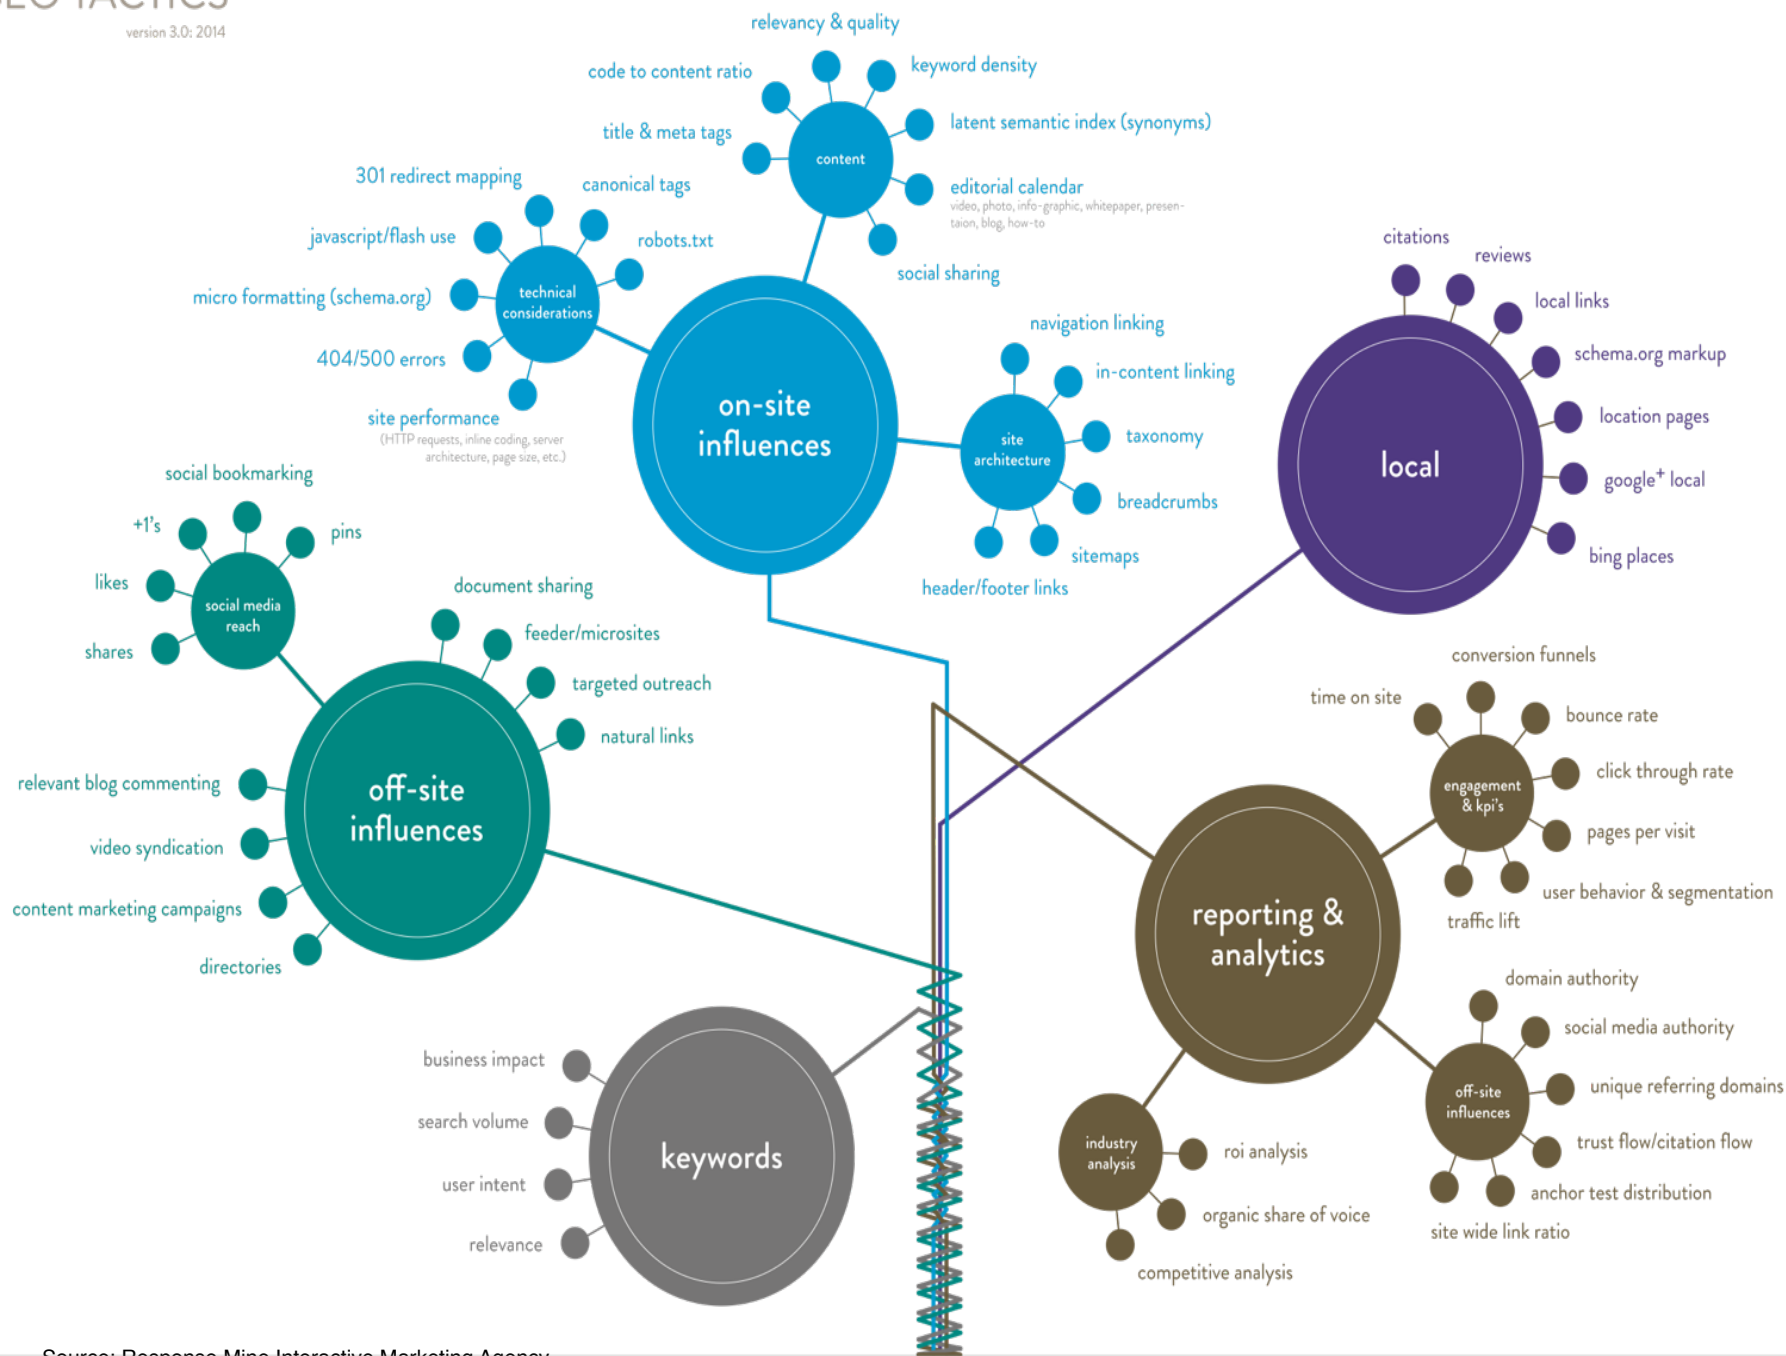 SEO TACTICS
version 3.0: 2014
relevancy & quality
code to content ratio
keyword density
title & meta tags
latent semantic index (synonyms)
content
editorial calendar
video, photo, info-graphic, whitepaper, presen-
taion, blog, how-to
social sharing
301 redirect mapping
canonical tags
javascript/flash use
robots.txt
micro formatting (schema.org)
technical
considerations
404/500 errors
site performance
(HTTP requests, inline coding, server
architecture, page size, etc.)
on-site
influences
navigation linking
in-content linking
site
architecture
taxonomy
breadcrumbs
sitemaps
header/footer links
citations
reviews
local links
schema.org markup
location pages
local
google+ local
bing places
social bookmarking
+1's
pins
likes
social media
reach
shares
document sharing
feeder/microsites
targeted outreach
natural links
relevant blog commenting
off-site
influences
video syndication
content marketing campaigns
directories
conversion funnels
time on site
bounce rate
click through rate
engagement
& kpi's
pages per visit
user behavior & segmentation
traffic lift
reporting &
analytics
domain authority
social media authority
unique referring domains
off-site
influences
trust flow/citation flow
anchor test distribution
site wide link ratio
industry
analysis
roi analysis
organic share of voice
competitive analysis
business impact
search volume
keywords
user intent
relevance
Source: Response Mine Interactive Marketing Agency